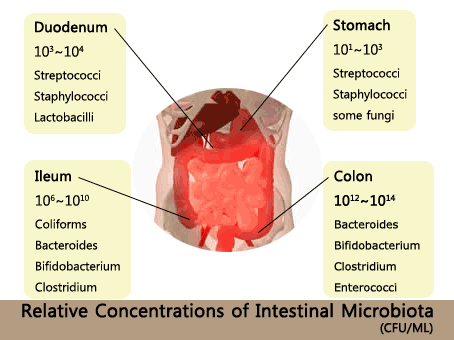 Duodenum
10³~10⁴
Streptococci
Staphylococci
Lactobacilli
Stomach
10¹~10³
Streptococci
Staphylococci
some fungi
Ileum
10⁶~10¹⁰
Coliforms
Bacteroides
Bifidobacterium
Clostridium
Colon
10¹²~10¹⁴
Bacteroides
Bifidobacterium
Clostridium
Enterococci
Relative Concentrations of Intestinal Microbiota
(CFU/ML)